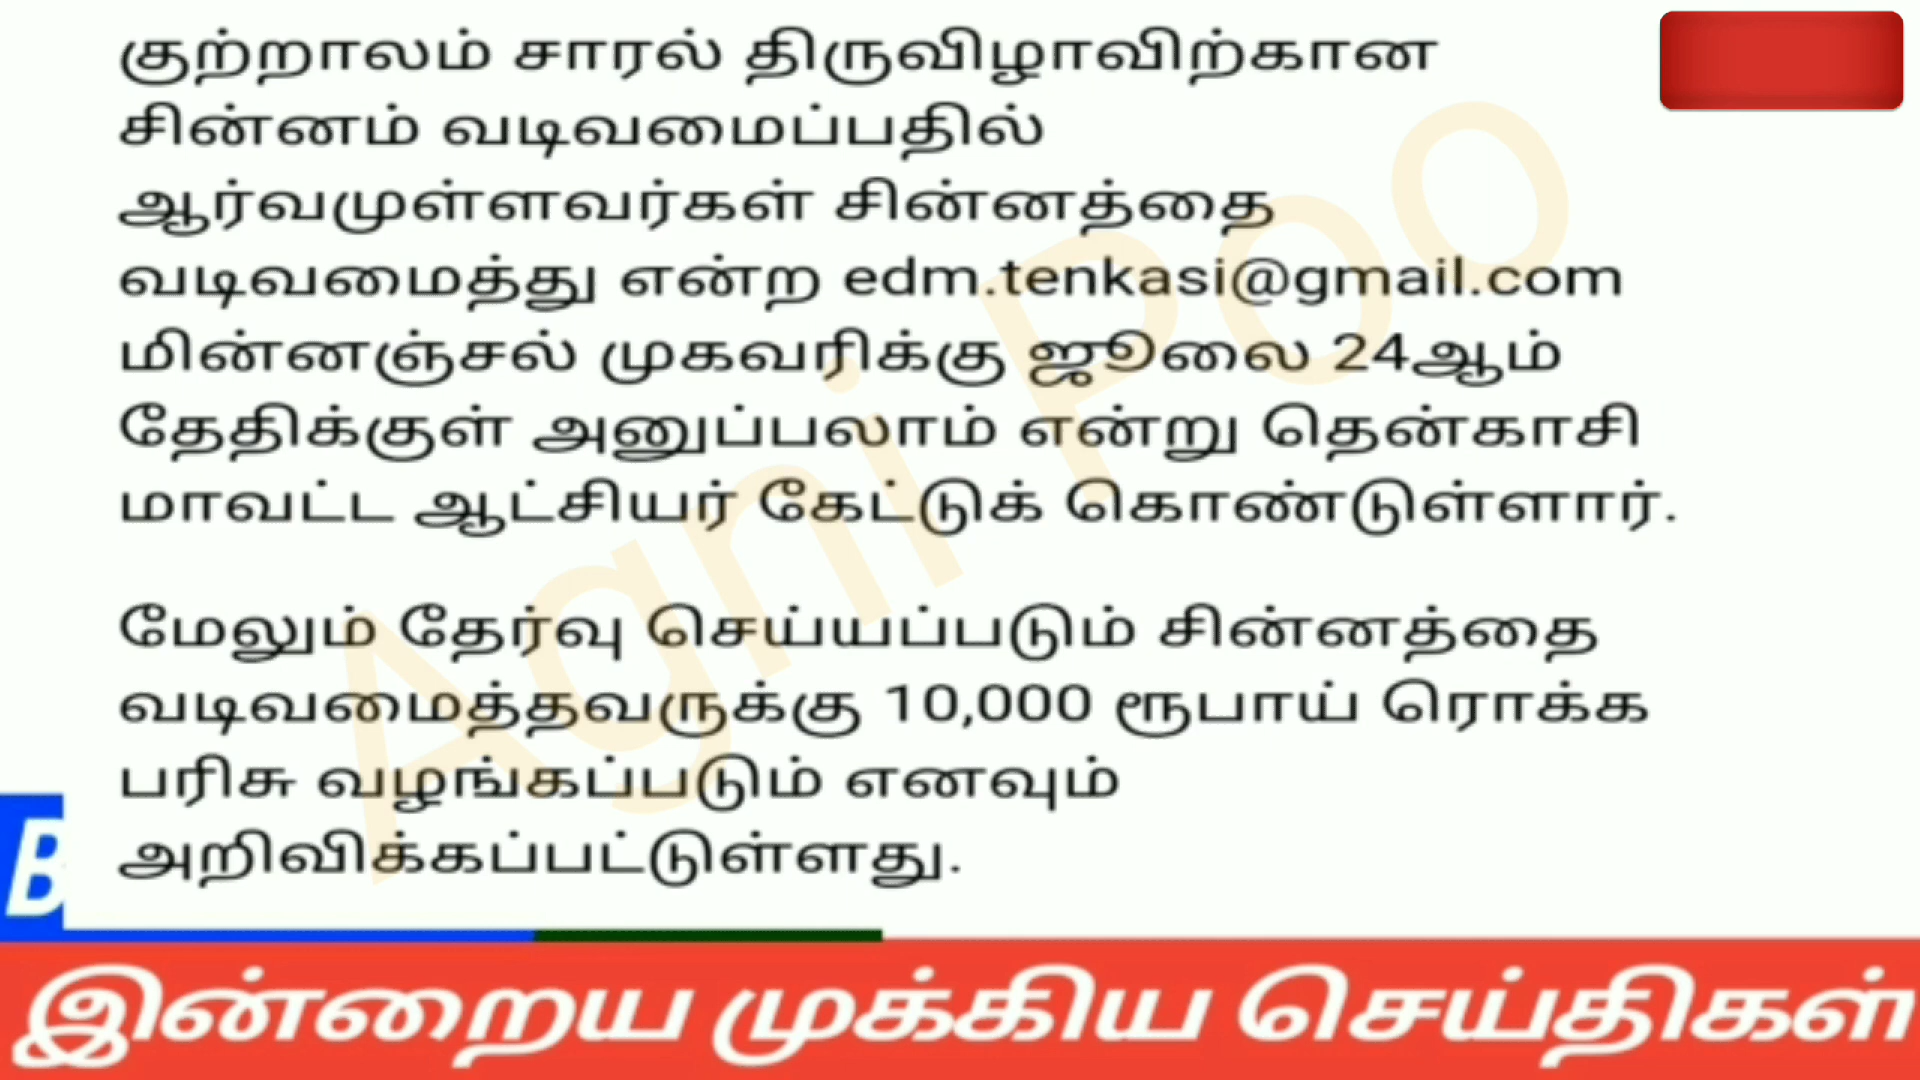 குற்றாலம் சாரல் திருவிழாவிற்கான
சின்னம் வடிவமைப்பதில்
ஆர்வமுள்ளவர்கள் சின்னத்தை
வடிவமைத்து என்ற edm.tenkasi@gmail.com
மின்னஞ்சல் முகவரிக்கு ஜூலை 24ஆம்
தேதிக்குள் அனுப்பலாம் என்று தென்காசி
மாவட்ட ஆட்சியர் கேட்டுக் கொண்டுள்ளார்.
மேலும் தேர்வு செய்யப்படும் சின்னத்தை
வடிவமைத்தவருக்கு 10,000 ரூபாய் ரொக்க
பரிசு வழங்கப்படும் எனவும்
அறிவிக்கப்பட்டுள்ளது.
Agni Poo
இன்றைய முக்கிய செய்திகள்